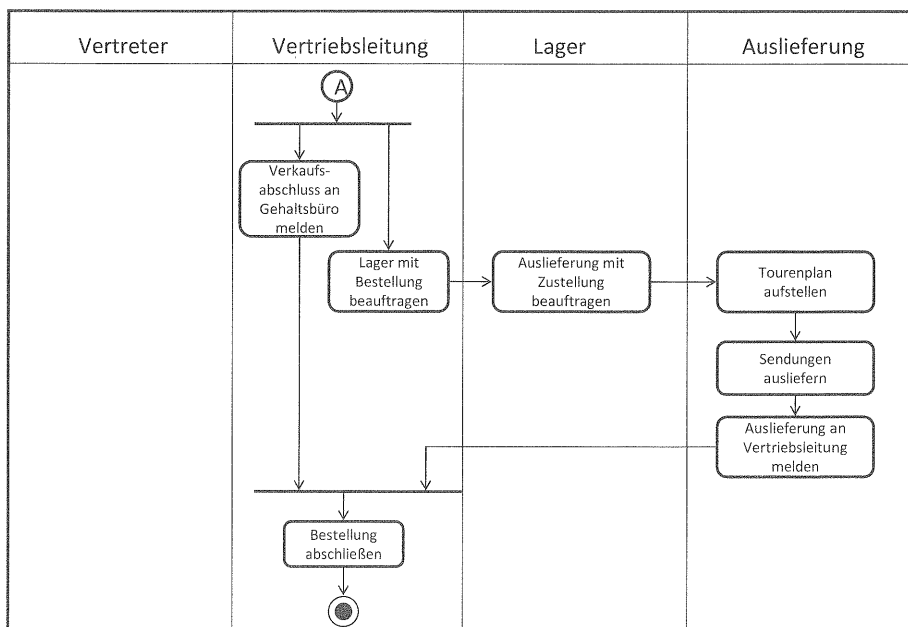 Vertreter
Vertriebsleitung
Lager
Auslieferung
A
Verkaufs-
abschluss an
Gehaltsbüro
melden
Lager mit
Bestellung
beauftragen
Auslieferung mit
Zustellung
beauftragen
Tourenplan
aufstellen
Sendungen
ausliefern
Auslieferung an
Vertriebsleitung
melden
Bestellung
abschließen